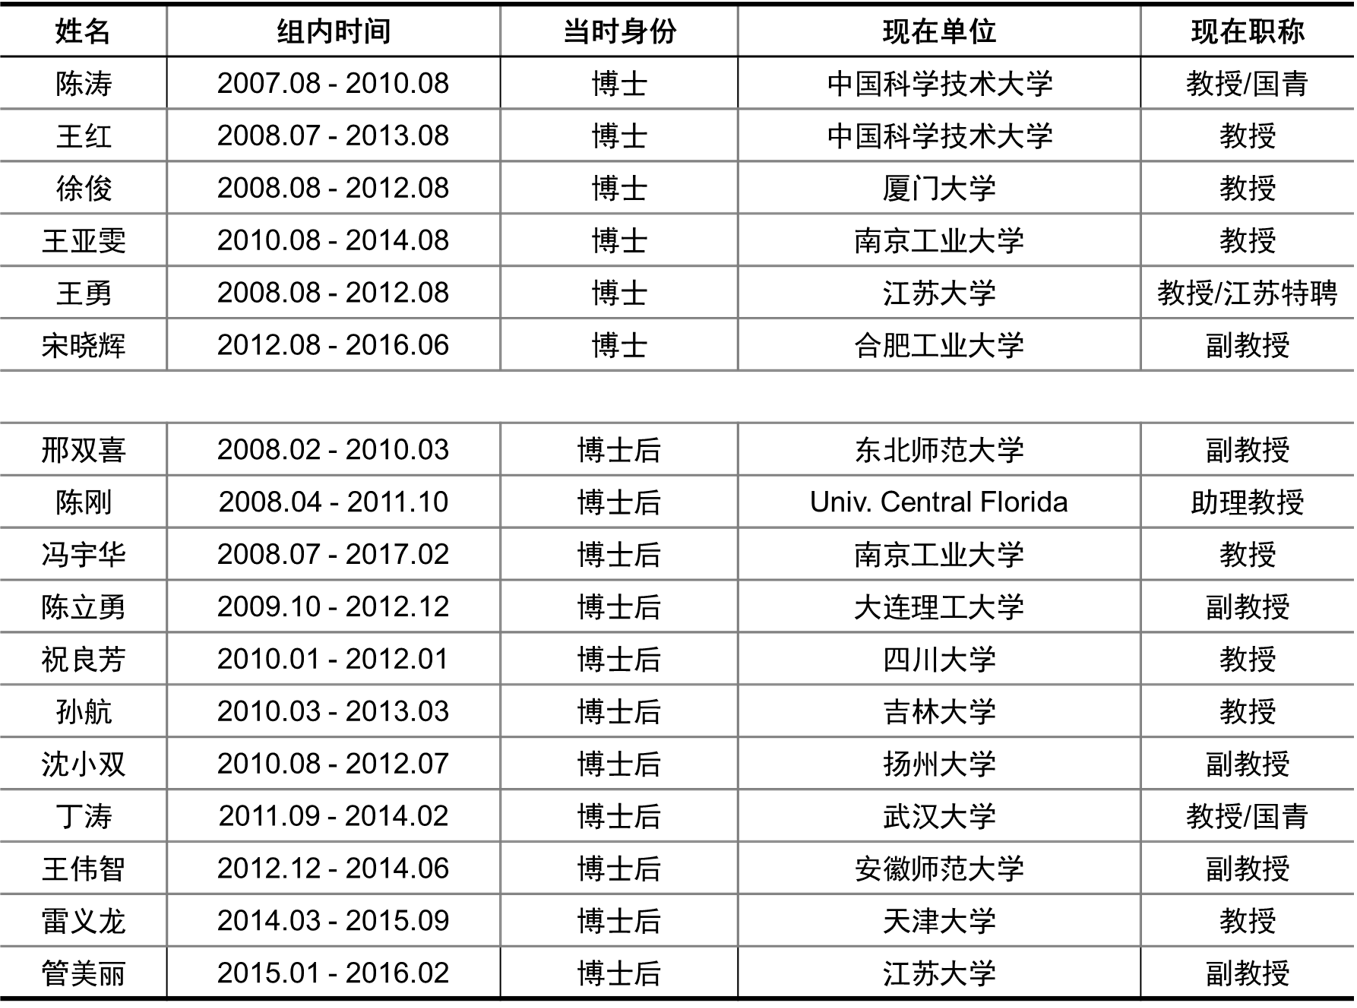 姓名 组内时间 当时身份 现在单位 现在职称
陈涛 2007.08 - 2010.08 博士 中国科学技术大学 教授/国青
王红 2008.07 - 2013.08 博士 中国科学技术大学 教授
徐俊 2008.08 - 2012.08 博士 厦门大学 教授
王亚雯 2010.08 - 2014.08 博士 南京工业大学 教授
王勇 2008.08 - 2012.08 博士 江苏大学 教授/江苏特聘
宋晓辉 2012.08 - 2016.06 博士 合肥工业大学 副教授
邢双喜 2008.02 - 2010.03 博士后 东北师范大学 副教授
陈刚 2008.04 - 2011.10 博士后 Univ. Central Florida 助理教授
冯宇华 2008.07 - 2017.02 博士后 南京工业大学 教授
陈立勇 2009.10 - 2012.12 博士后 大连理工大学 副教授
祝良芳 2010.01 - 2012.01 博士后 四川大学 教授
孙航 2010.03 - 2013.03 博士后 吉林大学 教授
沈小双 2010.08 - 2012.07 博士后 扬州大学 副教授
丁涛 2011.09 - 2014.02 博士后 武汉大学 教授/国青
王伟智 2012.12 - 2014.06 博士后 安徽师范大学 副教授
雷义龙 2014.03 - 2015.09 博士后 天津大学 教授
管美丽 2015.01 - 2016.02 博士后 江苏大学 副教授